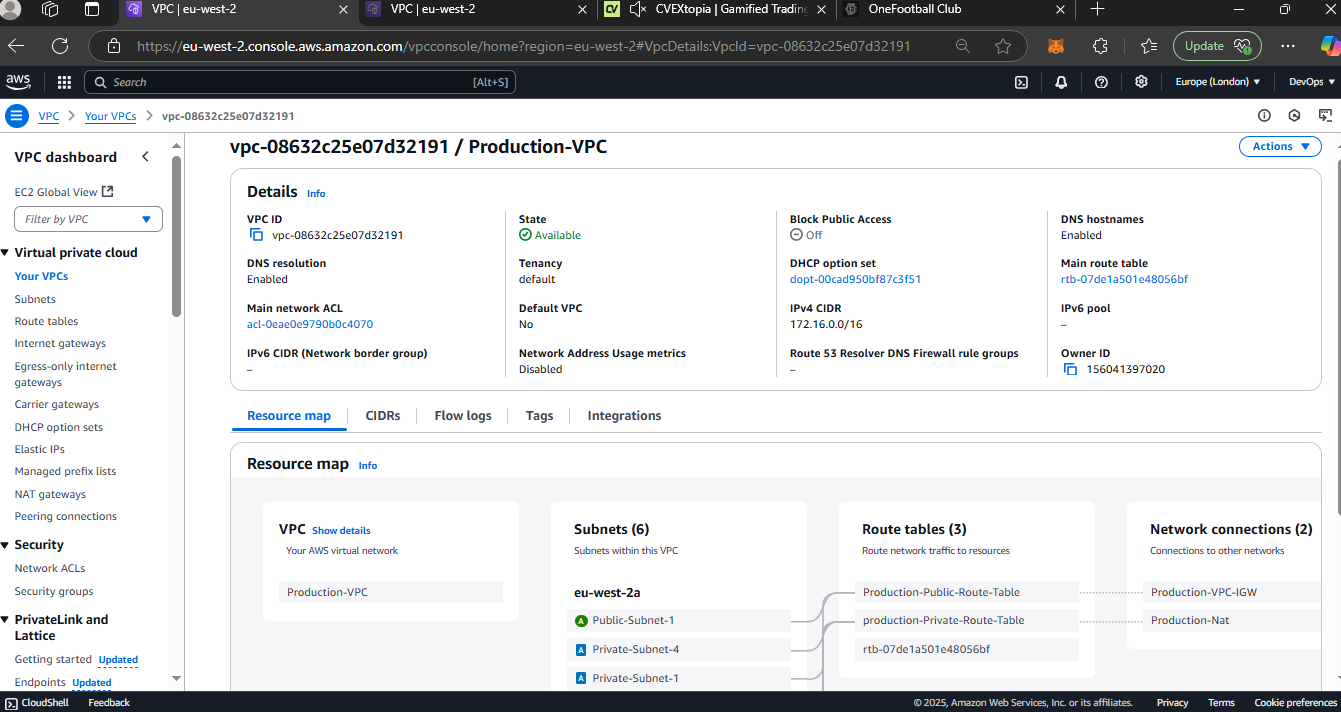 VPC | eu-west-2
VPC | eu-west-2
CV
CVEXtopia | Gamified Trading
OneFootball Club
https://eu-west-2.console.aws.amazon.com/vpcconsole/home?region=eu-west-2#VpcDetails:VpcId=vpc-08632c25e07d32191
Update
aws
Search
[Alt+S]
Europe (London)
DevOps
VPC
Your VPCs
vpc-08632c25e07d32191
VPC dashboard
EC2 Global View
Filter by VPC
Virtual private cloud
Your VPCs
Subnets
Route tables
Internet gateways
Egress-only internet
gateways
Carrier gateways
DHCP option sets
Elastic IPs
Managed prefix lists
NAT gateways
Peering connections
Security
Network ACLs
Security groups
PrivateLink and
Lattice
Getting started Updated
Endpoints Updated
vpc-08632c25e07d32191 / Production-VPC
Actions
Details Info
VPC ID
vpc-08632c25e07d32191
State
Available
Block Public Access
Off
DNS hostnames
Enabled
DNS resolution
Enabled
Tenancy
default
DHCP option set
dopt-00cad950bf87c3f51
Main route table
rtb-07de1a501e48056bf
Main network ACL
acl-0eae0e9790b0c4070
Default VPC
No
IPv4 CIDR
172.16.0.0/16
IPv6 pool
–
IPv6 CIDR (Network border group)
–
Network Address Usage metrics
Disabled
Route 53 Resolver DNS Firewall rule groups
–
Owner ID
156041397020
Resource map
CIDRs
Flow logs
Tags
Integrations
Resource map Info
VPC Show details
Your AWS virtual network
Production-VPC
Subnets (6)
Subnets within this VPC
eu-west-2a
Public-Subnet-1
Private-Subnet-4
Private-Subnet-1
Route tables (3)
Route network traffic to resources
Production-Public-Route-Table
production-Private-Route-Table
rtb-07de1a501e48056bf
Network connections (2)
Connections to other networks
Production-VPC-IGW
Production-Nat
CloudShell
Feedback
© 2025, Amazon Web Services, Inc. or its affiliates.
Privacy
Terms
Cookie preferences